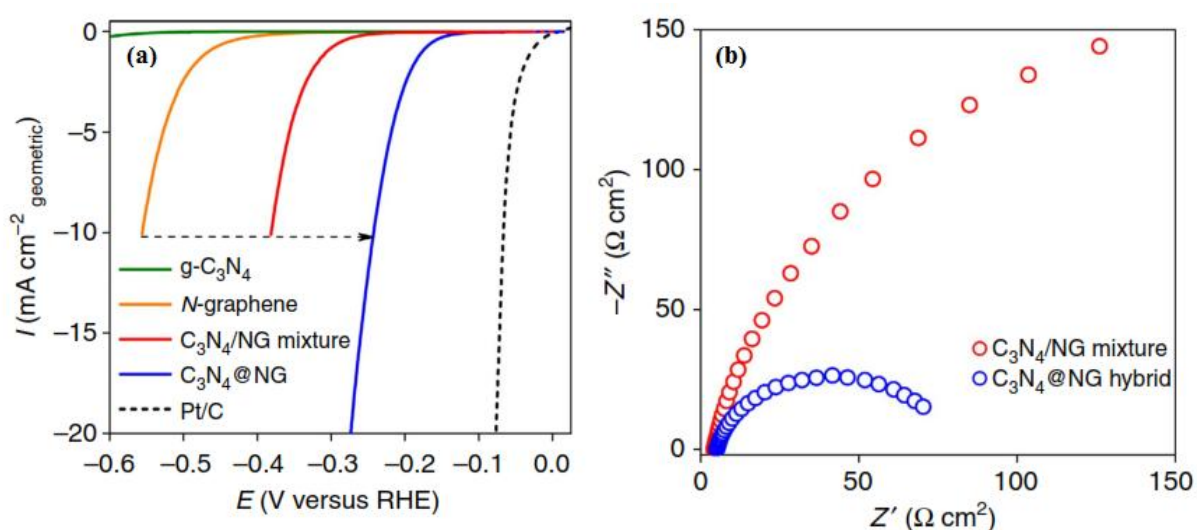 (a)
0
−5
−10
−15
−20
I (mA cm⁻² geometric)
g-C₃N₄
N-graphene
C₃N₄/NG mixture
C₃N₄@NG
Pt/C
−0.6 −0.5 −0.4 −0.3 −0.2 −0.1 0.0
E (V versus RHE)
(b)
−150
100
50
0
−Z″ (Ω cm²)
C₃N₄/NG mixture
C₃N₄@NG hybrid
0 50 100 150
Z′ (Ω cm²)